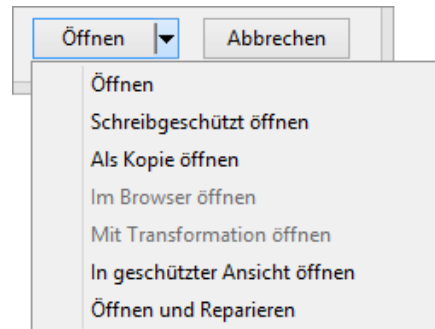 Öffnen Abbrechen
Öffnen
Schreibgeschützt öffnen
Als Kopie öffnen
Im Browser öffnen
Mit Transformation öffnen
In geschützter Ansicht öffnen
Öffnen und Reparieren